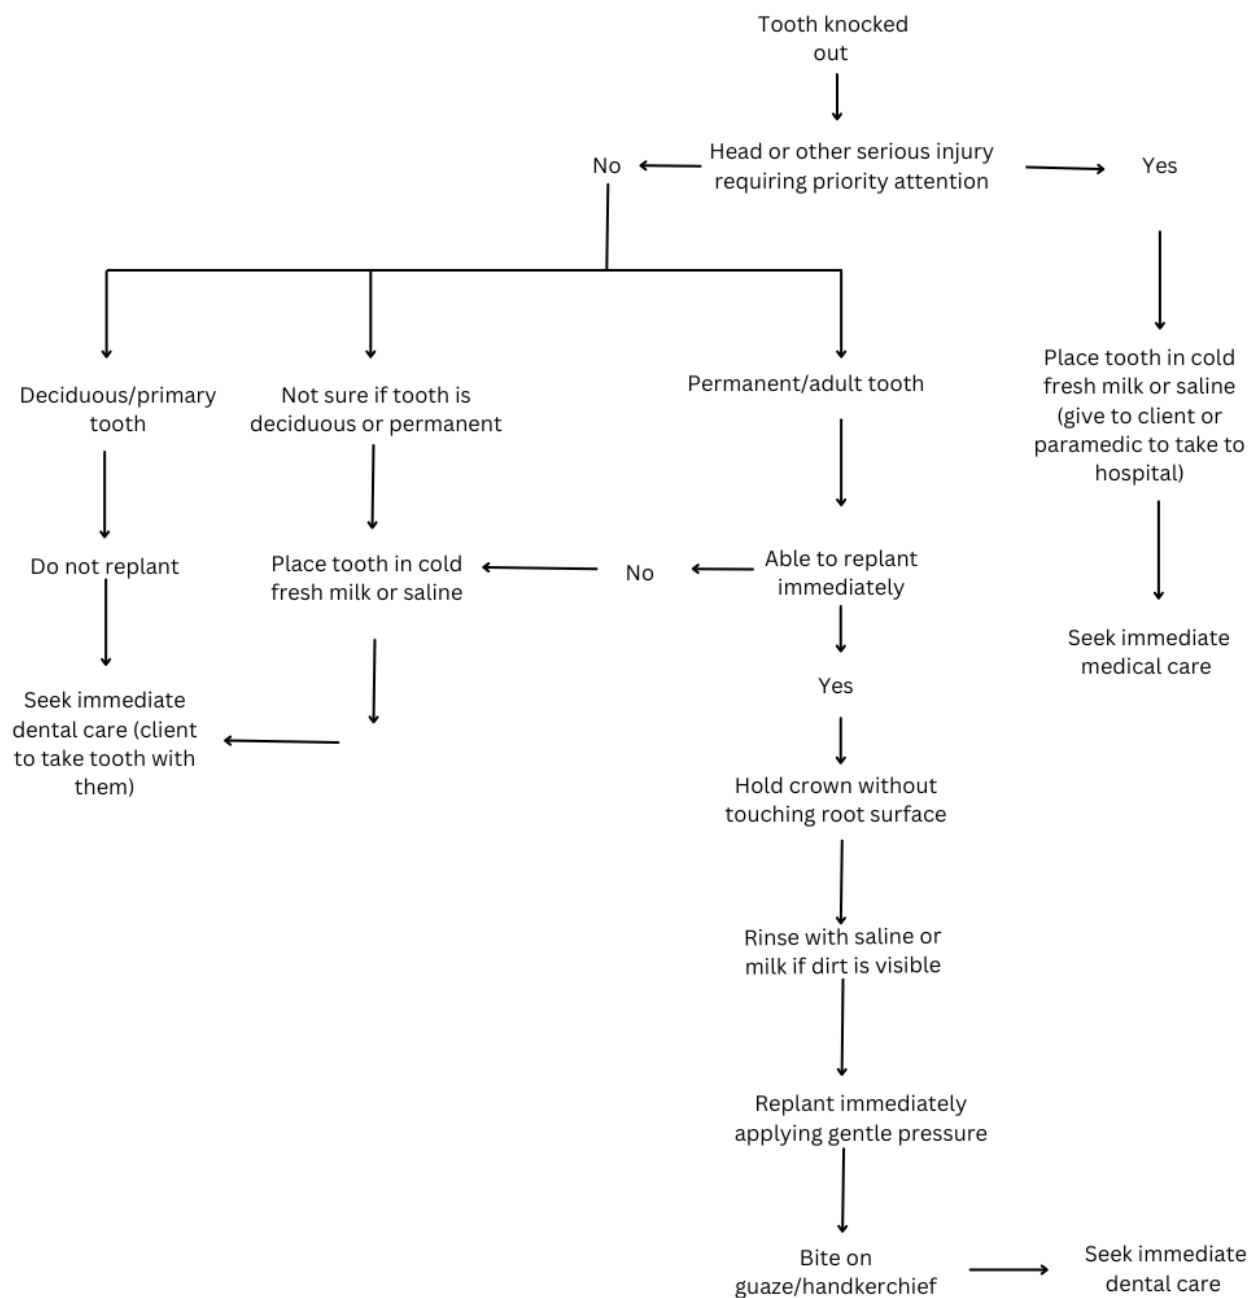 Tooth knocked
out
Head or other serious injury
requiring priority attention
No
Yes
Deciduous/primary
tooth
Not sure if tooth is
deciduous or permanent
Permanent/adult tooth
Place tooth in cold
fresh milk or saline
(give to client or
paramedic to take to
hospital)
Do not replant
Place tooth in cold
fresh milk or saline
No
Able to replant
immediately
Seek immediate
medical care
Seek immediate
dental care (client
to take tooth with
them)
Yes
Hold crown without
touching root surface
Rinse with saline or
milk if dirt is visible
Replant immediately
applying gentle pressure
Bite on
guaze/handkerchief
Seek immediate
dental care